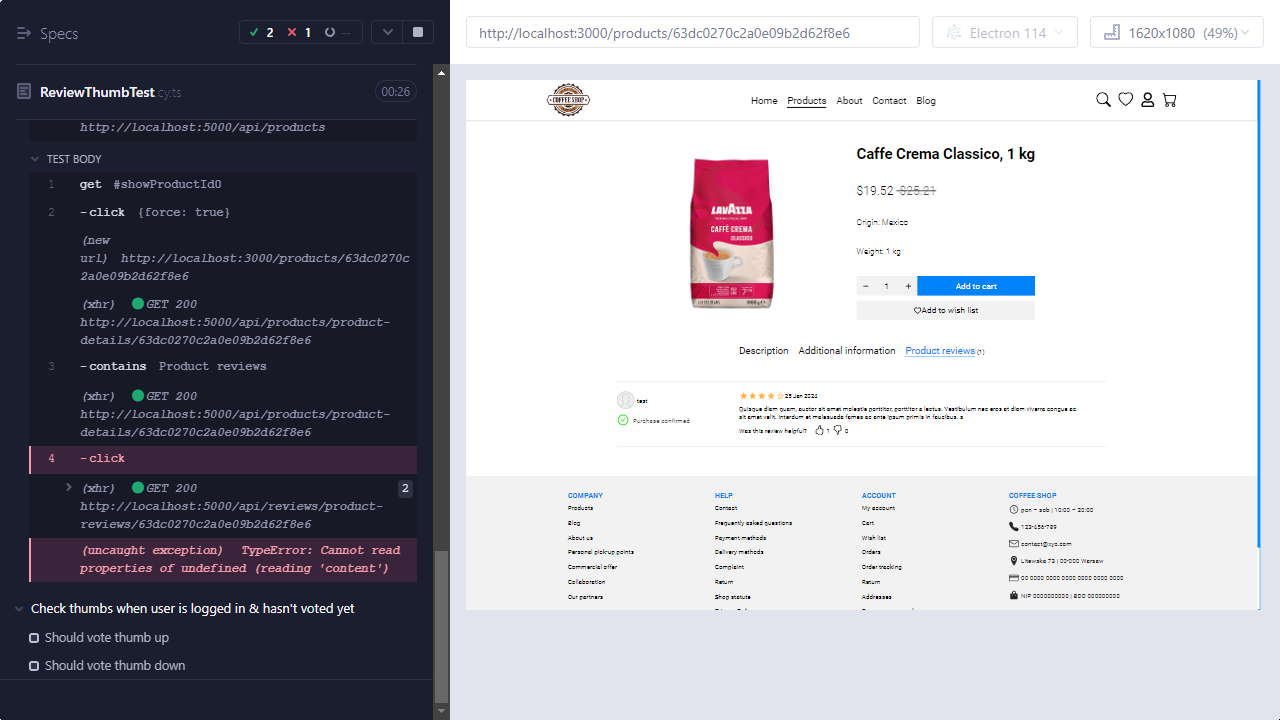 Specs
2
1
--
ReviewThumbTest.cy.ts
00:26
http://localhost:5000/api/products
TEST BODY
1 get #showProductId0
2 -click {force: true}
(new
url) http://localhost:3000/products/63dc0270c
2a0e09b2d62f8e6
(xhr) GET 200
http://localhost:5000/api/products/product-
details/63dc0270c2a0e09b2d62f8e6
3 -contains Product reviews
(xhr) GET 200
http://localhost:5000/api/products/product-
details/63dc0270c2a0e09b2d62f8e6
4 -click
(xhr) GET 200 2
http://localhost:5000/api/reviews/product-
reviews/63dc0270c2a0e09b2d62f8e6
(uncaught exception) TypeError: Cannot read
properties of undefined (reading 'content')
Check thumbs when user is logged in & hasn't voted yet
Should vote thumb up
Should vote thumb down
http://localhost:3000/products/63dc0270c2a0e09b2d62f8e6
Electron 114
1620x1080 (49%)
COFFEE SHOP
Home Products About Contact Blog
LAVAZZA
CAFFÈ CREMA
CLASSICO
Caffe Crema Classico, 1 kg
$19.52 $25.21
Origin: Mexico
Weight: 1 kg
− 1 + Add to cart
Add to wish list
Description Additional information Product reviews (1)
test
25 Jan 2024
Quisque diam quam, auctor sit amet molestie porttitor, porttitor a lectus. Vestibulum nec eros et diam viverra congue ac
sit amet velit. Interdum et malesuada fames ac ante ipsum primis in faucibus. a
Purchase confirmed
Was this review helpful? 1 0
COMPANY
Products
Blog
About us
Personal pickup points
Commercial offer
Collaboration
Our partners
HELP
Contact
Frequently asked questions
Payment methods
Delivery methods
Complaint
Return
Shop statute
ACCOUNT
My account
Cart
Wish list
Orders
Order tracking
Return
Addresses
COFFEE SHOP
pon - sob | 10:00 - 20:00
123-456-789
contact@xyz.com
Litewska 73 | 00-000 Warsaw
00 0000 0000 0000 0000 0000 0000
NIP 0000000000 | BDO 000000000